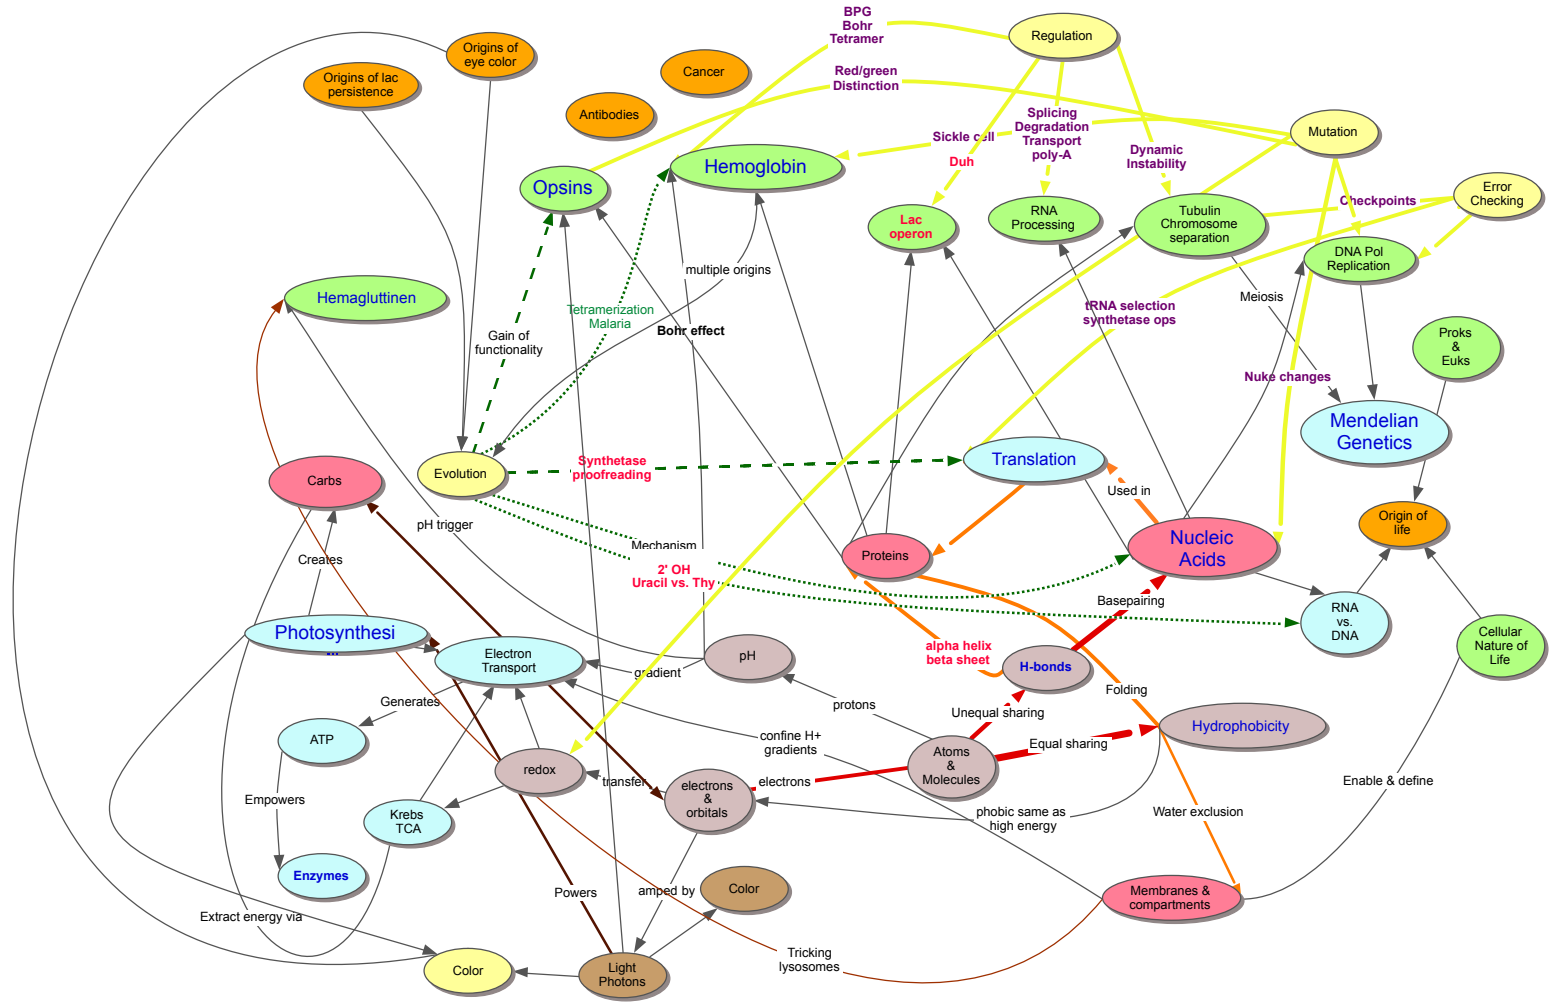 BPG
Bohr
Tetramer
Regulation
Origins of
eye color
Origins of lac
persistence
Cancer
Red/green
Distinction
Antibodies
Splicing
Degradation
Transport
poly-A
Mutation
Sickle cell
Duh
Dynamic
Instability
Hemoglobin
Opsins
Error
Checking
Checkpoints
Lac
operon
RNA
Processing
Tubulin
Chromosome
separation
DNA Pol
Replication
multiple origins
Meiosis
Hemagluttinen
Tetramerization
Malaria
Bohr effect
tRNA selection
synthetase ops
Gain of
functionality
Proks
&
Euks
Nuke changes
Mendelian
Genetics
Translation
Synthetase
proofreading
Evolution
Carbs
Used in
pH trigger
Origin of
life
Nucleic
Acids
Mechanism
Creates
Proteins
2' OH
Uracil vs. Thy
Basepairing
RNA
vs.
DNA
Photosynthesi
...
Electron
Transport
gradient
pH
alpha helix
beta sheet
H-bonds
Cellular
Nature of
Life
Generates
protons
Unequal sharing
Folding
Hydrophobicity
ATP
confine H+
gradients
Equal sharing
Atoms
&
Molecules
redox
transfer
electrons
&
orbitals
electrons
Enable & define
Empowers
Krebs
TCA
phobic same as
high energy
Water exclusion
Enzymes
Powers
amped by
Color
Membranes &
compartments
Extract energy via
Tricking
lysosomes
Color
Light
Photons